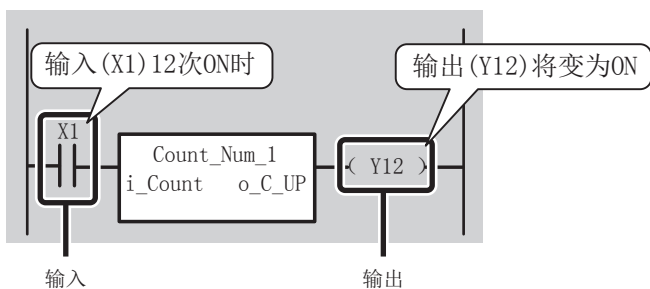 输入(X1)12次ON时
输出(Y12)将变为ON
X1
Count_Num_1
i_Count o_C_UP
( Y12 )
输入
输出